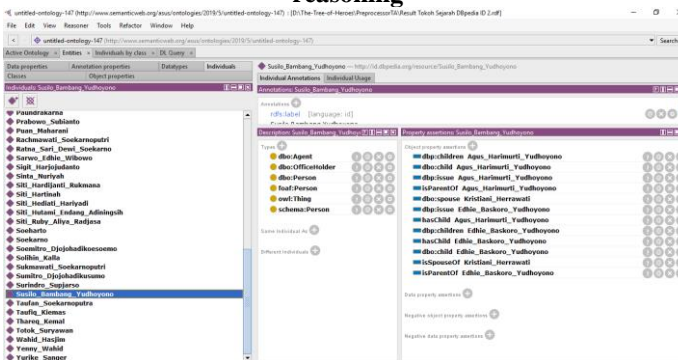 reasoning
untitled-ontology-147 (http://www.semanticweb.org/asus/ontologies/2019/5/untitled-ontology-147) : [D:\The-Tree-of-Heroes\PreprocessorTA\Result Tokoh Sejarah DBpedia ID 2.rdf]
File Edit View Reasoner Tools Refactor Window Help
untitled-ontology-147 (http://www.semanticweb.org/asus/ontologies/2019/5/untitled-ontology-147)
Search
Active Ontology × Entities × Individuals by class × DL Query ×
Data properties Annotation properties Datatypes Individuals
Classes Object properties
Individuals: Susilo_Bambang_Yudhoyono
Paundrakarna
Prabowo_Subianto
Puan_Maharani
Rachmawati_Soekarnoputri
Ratna_Sari_Dewi_Soekarno
Sarwo_Edhie_Wibowo
Sigit_Harjojudanto
Sinta_Nuriyah
Siti_Hardijanti_Rukmana
Siti_Hartinah
Siti_Hediati_Hariyadi
Siti_Hutami_Endang_Adiningsih
Siti_Ruby_Aliya_Radjasa
Soeharto
Soekarno
Soemitro_Djojohadikoesoemo
Solihin_Kalla
Sukmawati_Soekarnoputri
Sumitro_Djojohadikusumo
Surindro_Supjarso
Susilo_Bambang_Yudhoyono
Taufan_Soekarnoputra
Taufiq_Kiemas
Thareq_Kemal
Totok_Suryawan
Wahid_Hasjim
Yenny_Wahid
Yurike_Sanger
Susilo_Bambang_Yudhoyono — http://id.dbpedia.org/resource/Susilo_Bambang_Yudhoyono
Individual Annotations Individual Usage
Annotations: Susilo_Bambang_Yudhoyono
Annotations
rdfs:label [language: id]
Susilo Bambang Yudhoyono
Description: Susilo_Bambang_Yudhoyo
Types
dbo:Agent
dbo:OfficeHolder
dbo:Person
foaf:Person
owl:Thing
schema:Person
Same Individual As
Different Individuals
Property assertions: Susilo_Bambang_Yudhoyono
Object property assertions
dbp:children Agus_Harimurti_Yudhoyono
dbo:child Agus_Harimurti_Yudhoyono
dbp:issue Agus_Harimurti_Yudhoyono
isParentOf Agus_Harimurti_Yudhoyono
dbo:spouse Kristiani_Herrawati
dbp:issue Edhie_Baskoro_Yudhoyono
hasChild Agus_Harimurti_Yudhoyono
dbp:children Edhie_Baskoro_Yudhoyono
hasChild Edhie_Baskoro_Yudhoyono
dbo:child Edhie_Baskoro_Yudhoyono
isSpouseOf Kristiani_Herrawati
isParentOf Edhie_Baskoro_Yudhoyono
Data property assertions
Negative object property assertions
Negative data property assertions